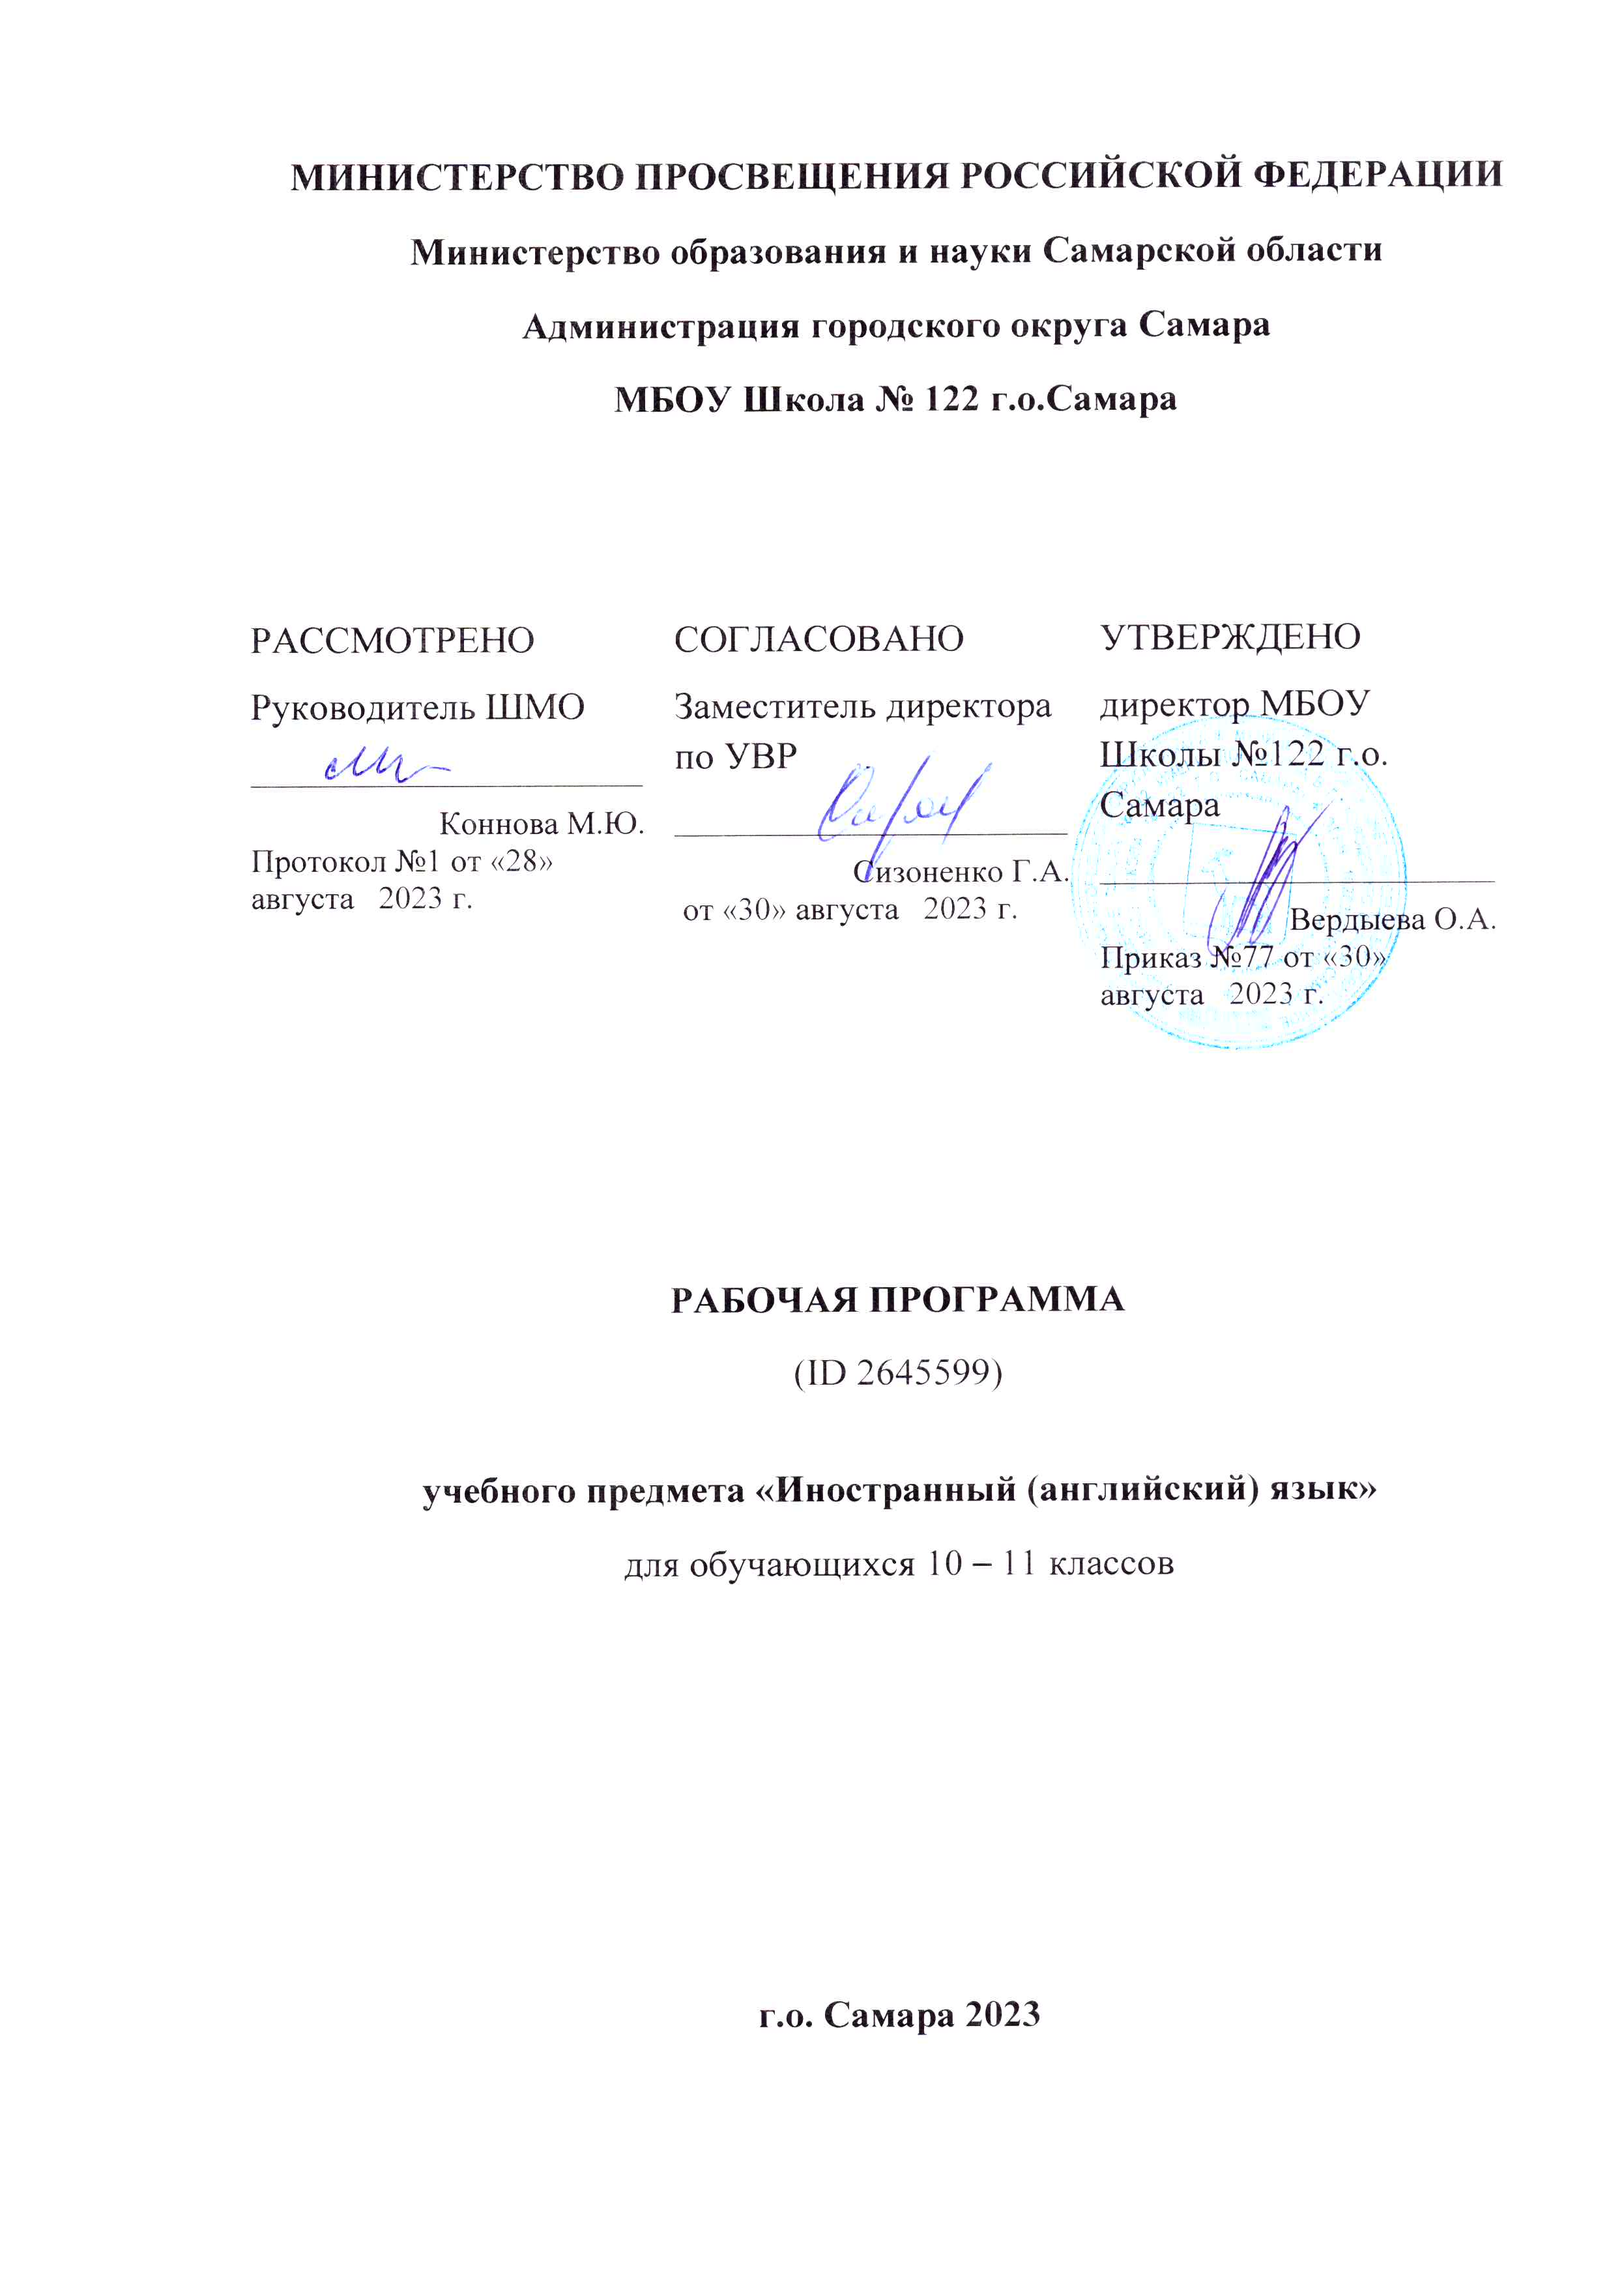 МИНИСТЕРСТВО ПРОСВЕЩЕНИЯ РОССИЙСКОЙ ФЕДЕРАЦИИ
Министерство образования и науки Самарской области
Администрация городского округа Самара
МБОУ Школа № 122 г.о.Самара
РАССМОТРЕНО
Руководитель ШМО
Коннова М.Ю.
Протокол №1 от «28»
августа 2023 г.
СОГЛАСОВАНО
Заместитель директора
по УВР
Сизоненко Г.А.
от «30» августа 2023 г.
УТВЕРЖДЕНО
директор МБОУ
Школы №122 г.о.
Самара
Вердыева О.А.
Приказ №77 от «30»
августа 2023 г.
РАБОЧАЯ ПРОГРАММА
(ID 2645599)
учебного предмета «Иностранный (английский) язык»
для обучающихся 10 – 11 классов
г.о. Самара 2023